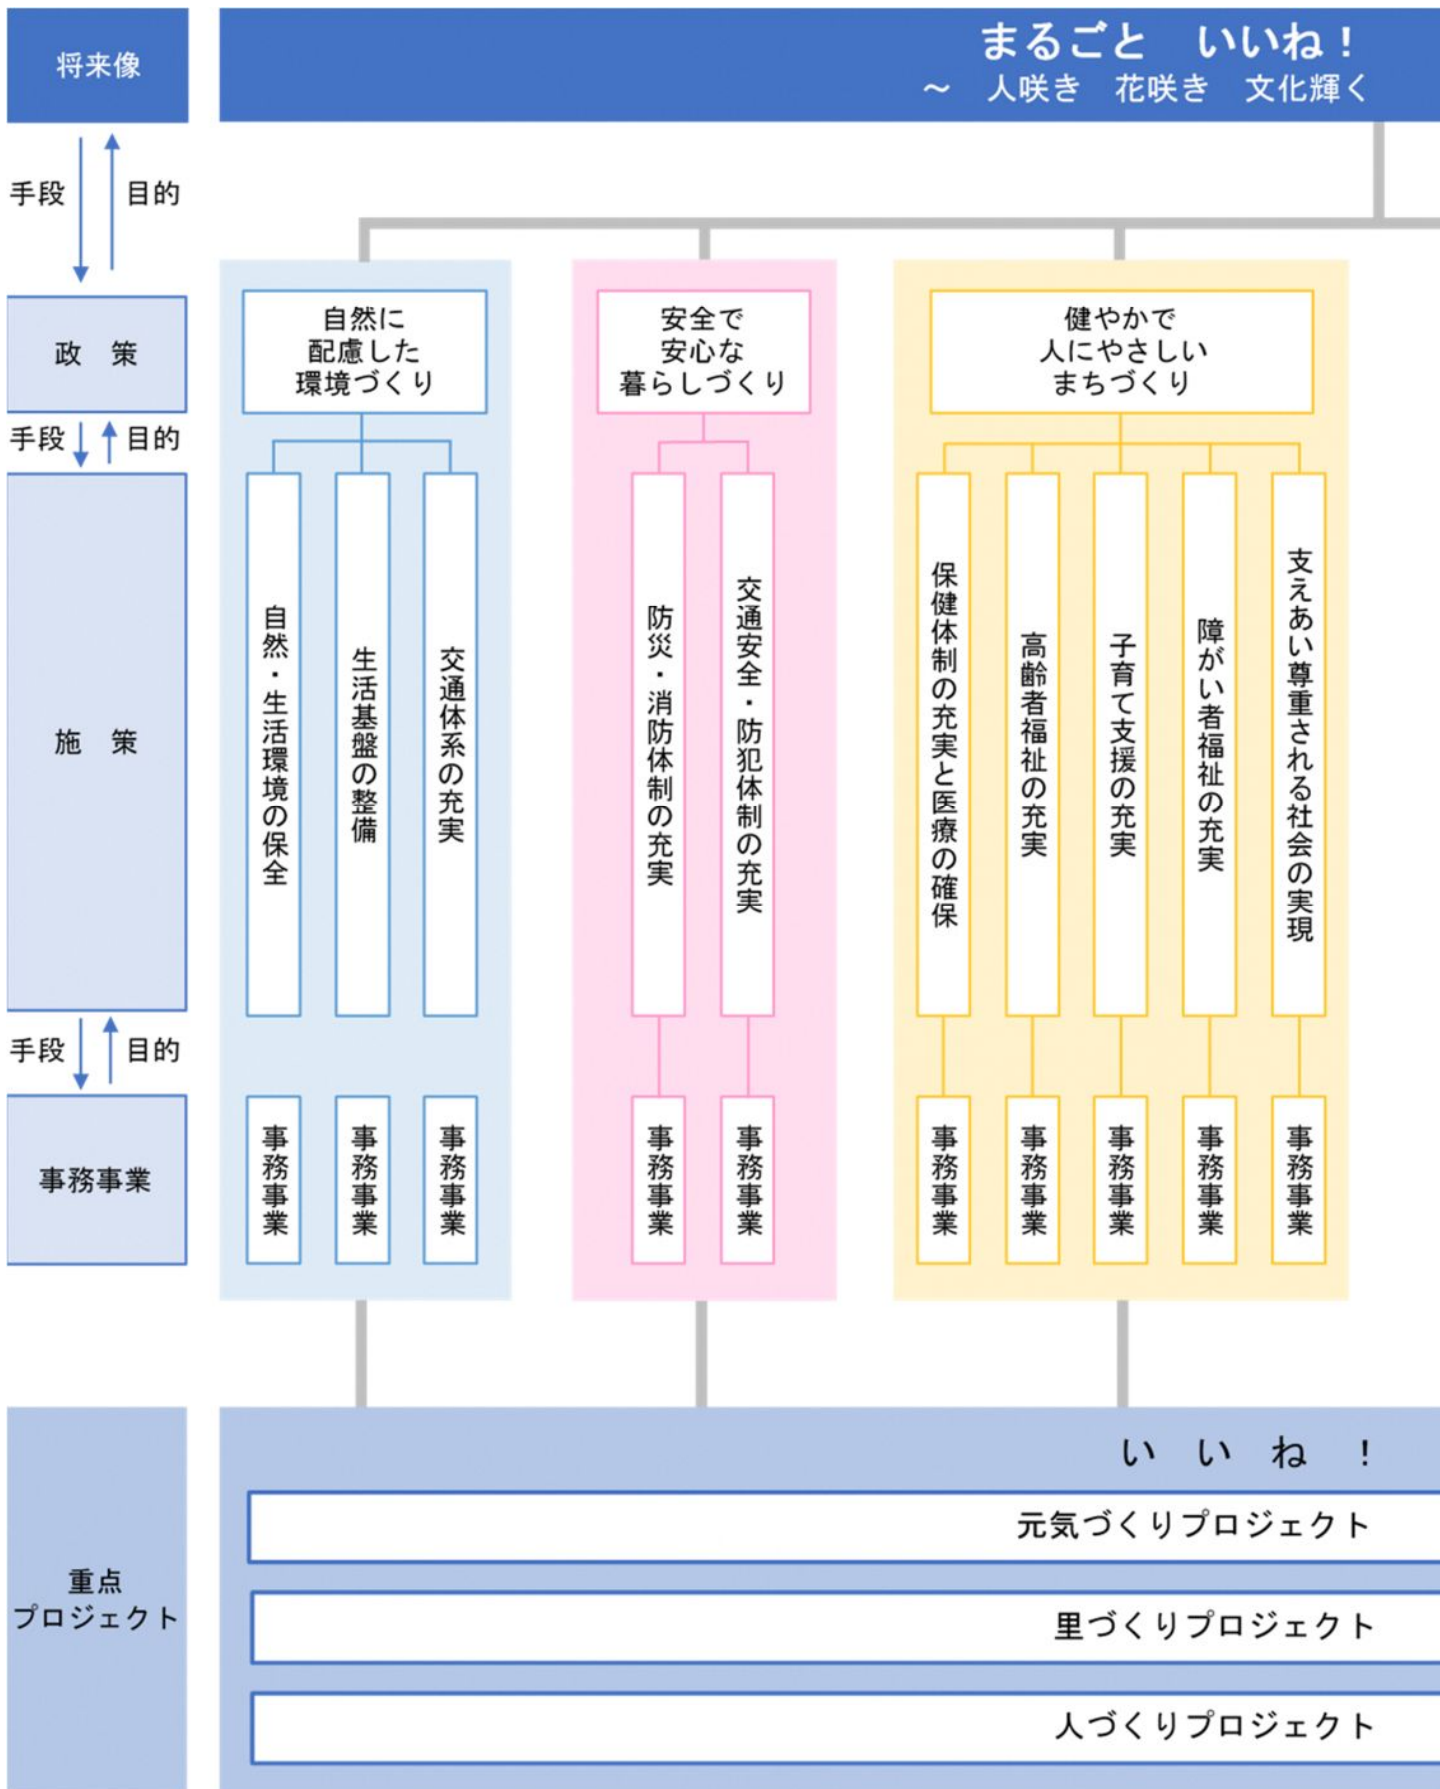 将来像
まるごと　いいね！
～　人咲き　花咲き　文化輝く
手段
目的
政　策
自然に
配慮した
環境づくり
安全で
安心な
暮らしづくり
健やかで
人にやさしい
まちづくり
手段
目的
施　策
自然・生活環境の保全
生活基盤の整備
交通体系の充実
防災・消防体制の充実
交通安全・防犯体制の充実
保健体制の充実と医療の確保
高齢者福祉の充実
子育て支援の充実
障がい者福祉の充実
支えあい尊重される社会の実現
手段
目的
事務事業
事務事業
事務事業
事務事業
事務事業
事務事業
事務事業
事務事業
事務事業
事務事業
事務事業
重点
プロジェクト
い　い　ね　！
元気づくりプロジェクト
里づくりプロジェクト
人づくりプロジェクト